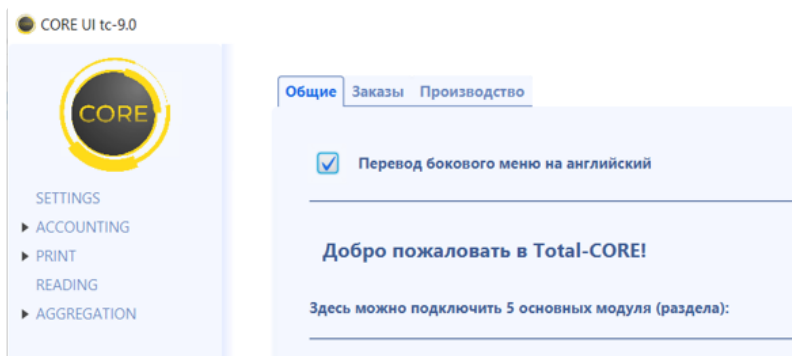 CORE UI tc-9.0
CORE
SETTINGS
ACCOUNTING
PRINT
READING
AGGREGATION
Общие Заказы Производство
Перевод бокового меню на английский
Добро пожаловать в Total-CORE!
Здесь можно подключить 5 основных модуля (раздела):